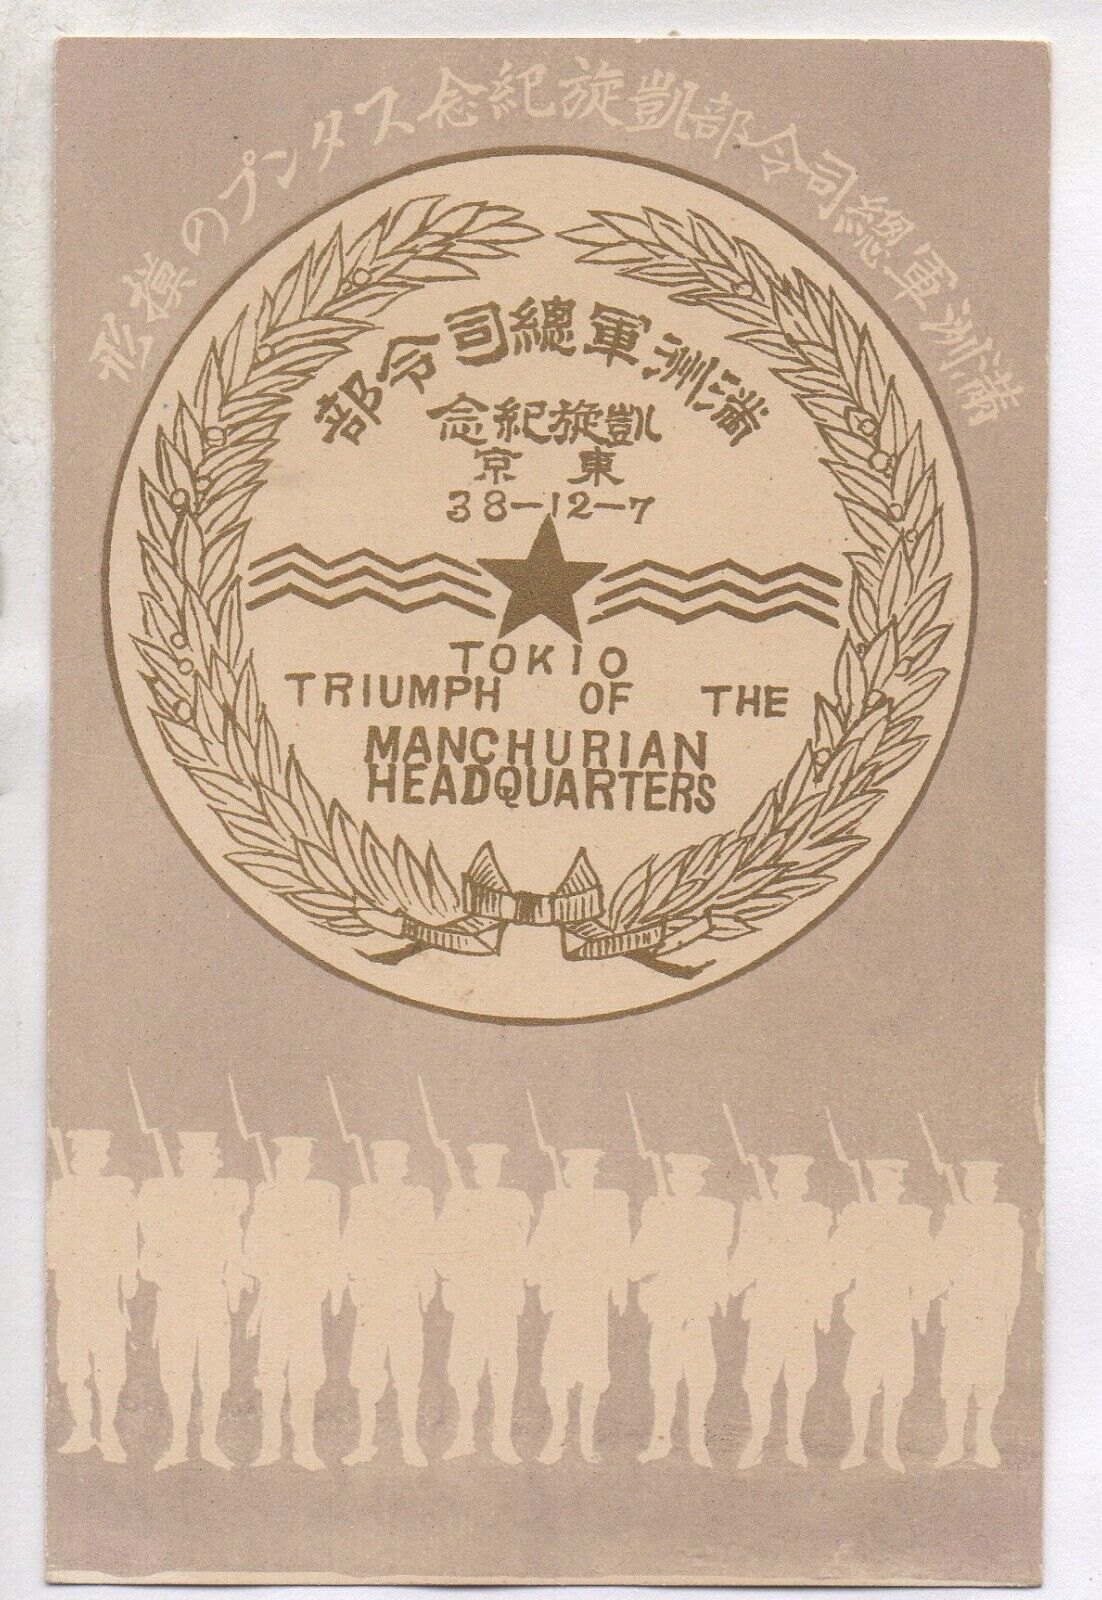 滿洲軍總司令部凱旋紀念スタンプの模形
滿洲軍總司令部
凱旋紀念
東京
38-12-7
TOKIO
TRIUMPH OF THE
MANCHURIAN
HEADQUARTERS